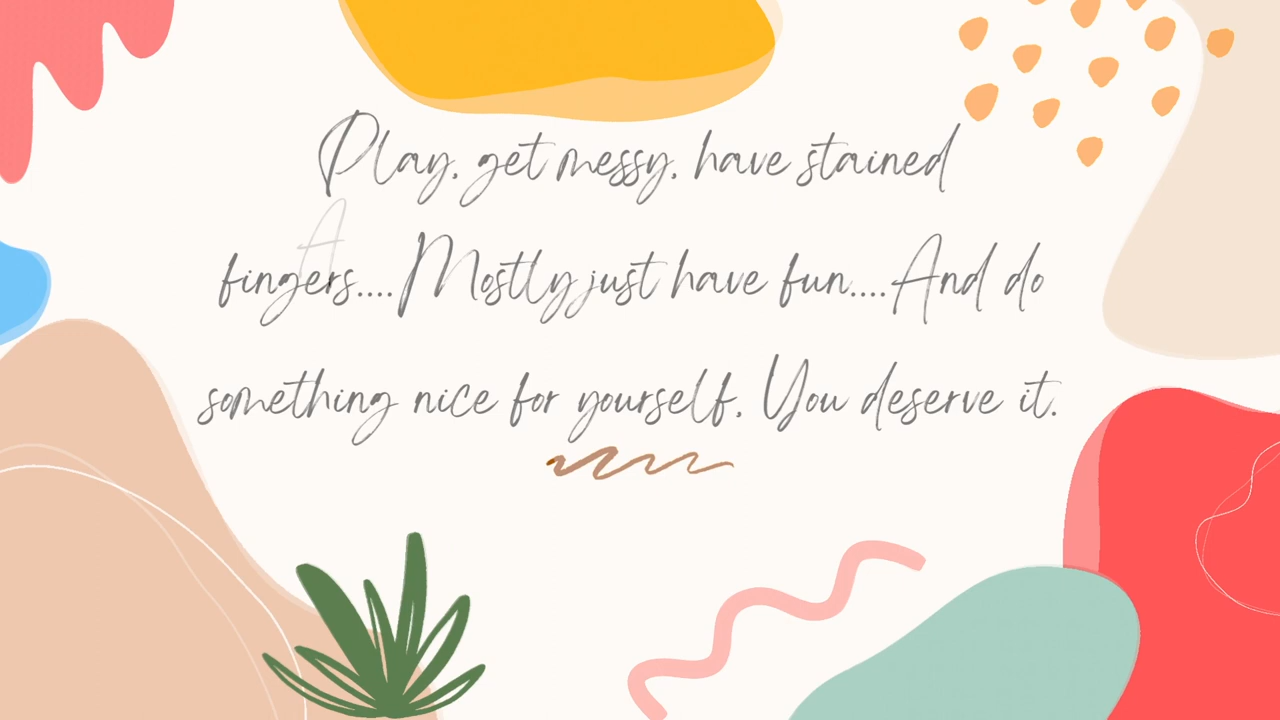 Play, get messy, have stained
A
fingers.... Mostly just have fun.... And do
something nice for yourself. You deserve it.